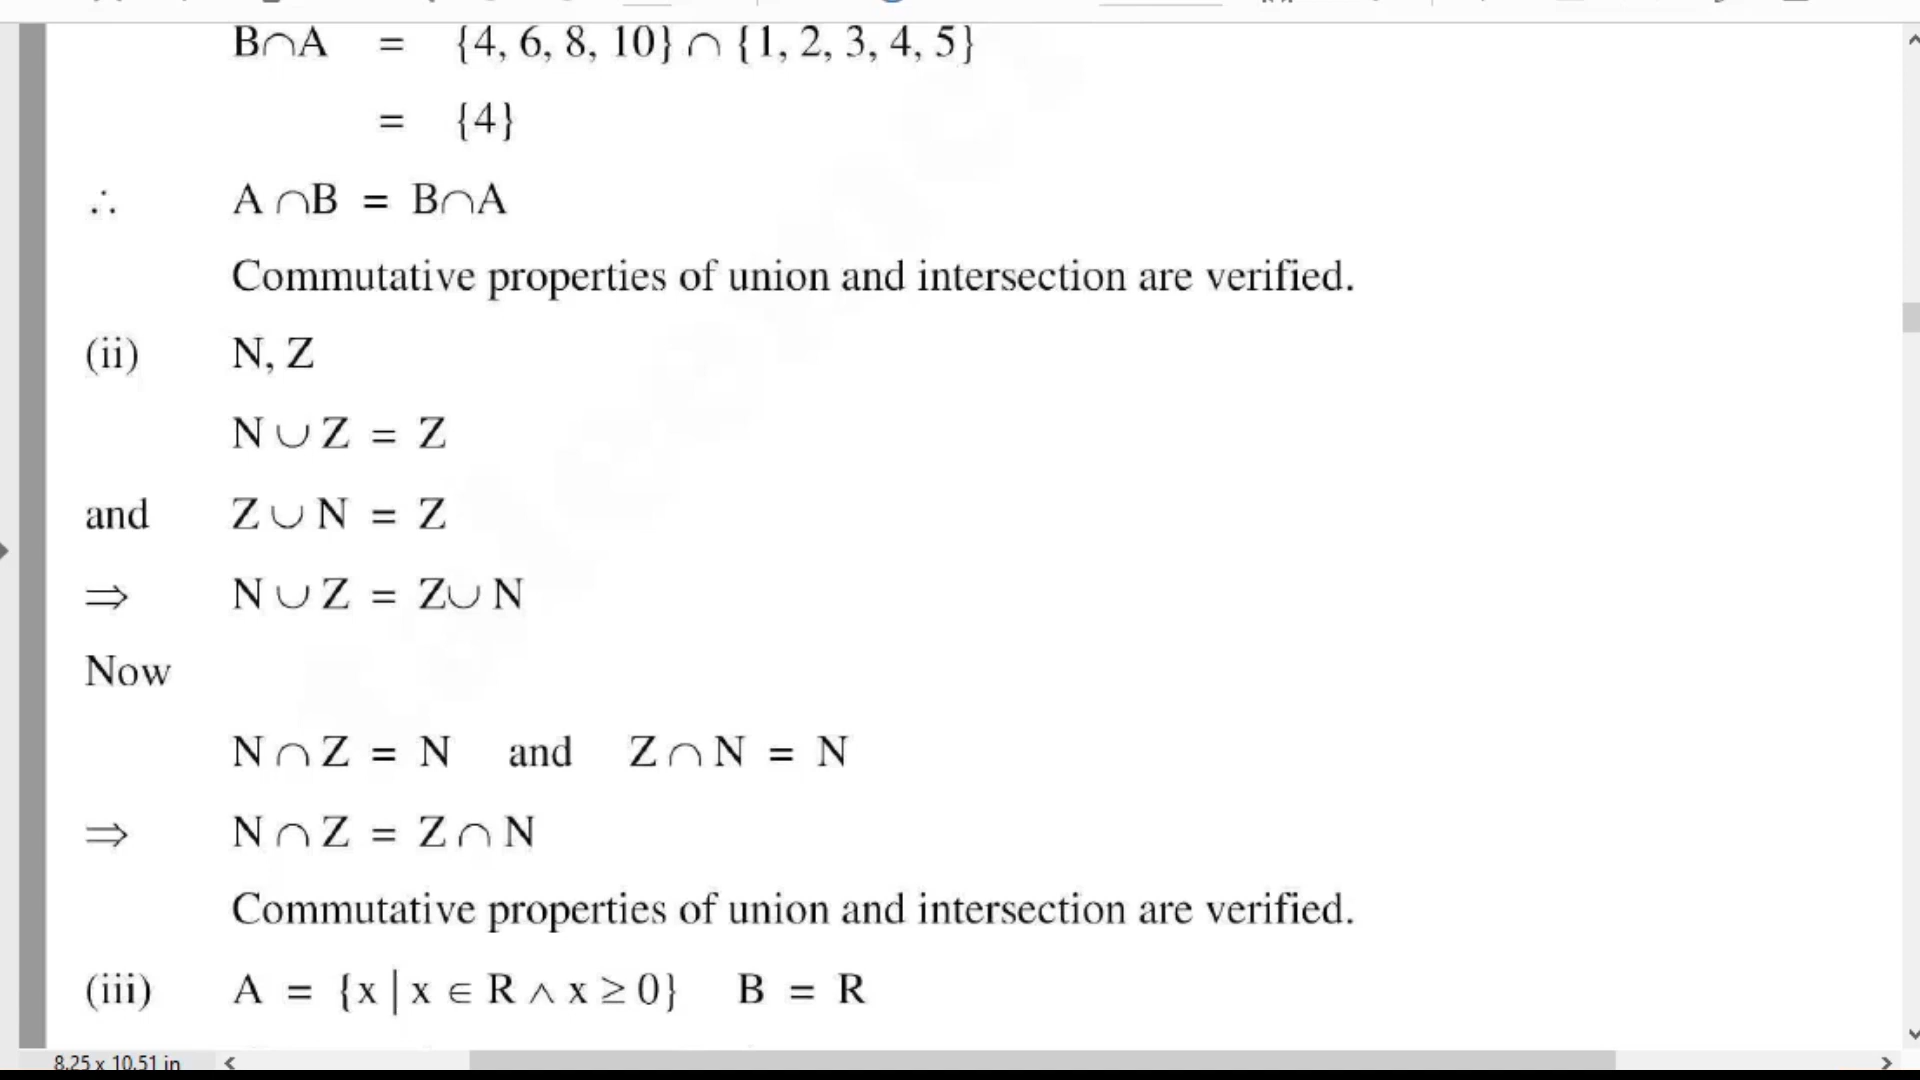 B∩A = {4, 6, 8, 10} ∩ {1, 2, 3, 4, 5}
= {4}
∴ A ∩B = B∩A
Commutative properties of union and intersection are verified.
(ii) N, Z
N ∪ Z = Z
and Z ∪ N = Z
⇒ N ∪ Z = Z∪ N
Now
N ∩ Z = N and Z ∩ N = N
⇒ N ∩ Z = Z ∩ N
Commutative properties of union and intersection are verified.
(iii) A = {x | x ∈ R ∧ x ≥ 0} B = R
8.25 x 10.51 in